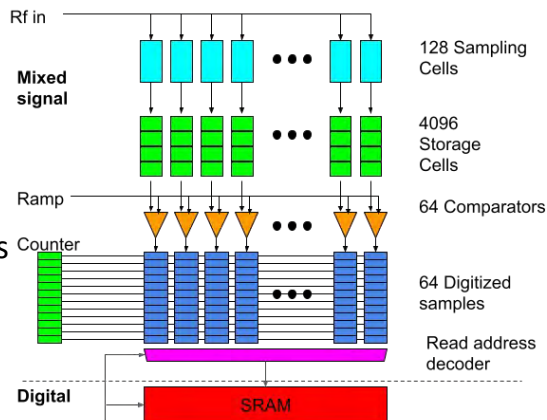 Rf in
128 Sampling
Cells
Mixed
signal
4096
Storage
Cells
Ramp
64 Comparators
s
Counter
64 Digitized
samples
Read address
decoder
Digital
SRAM